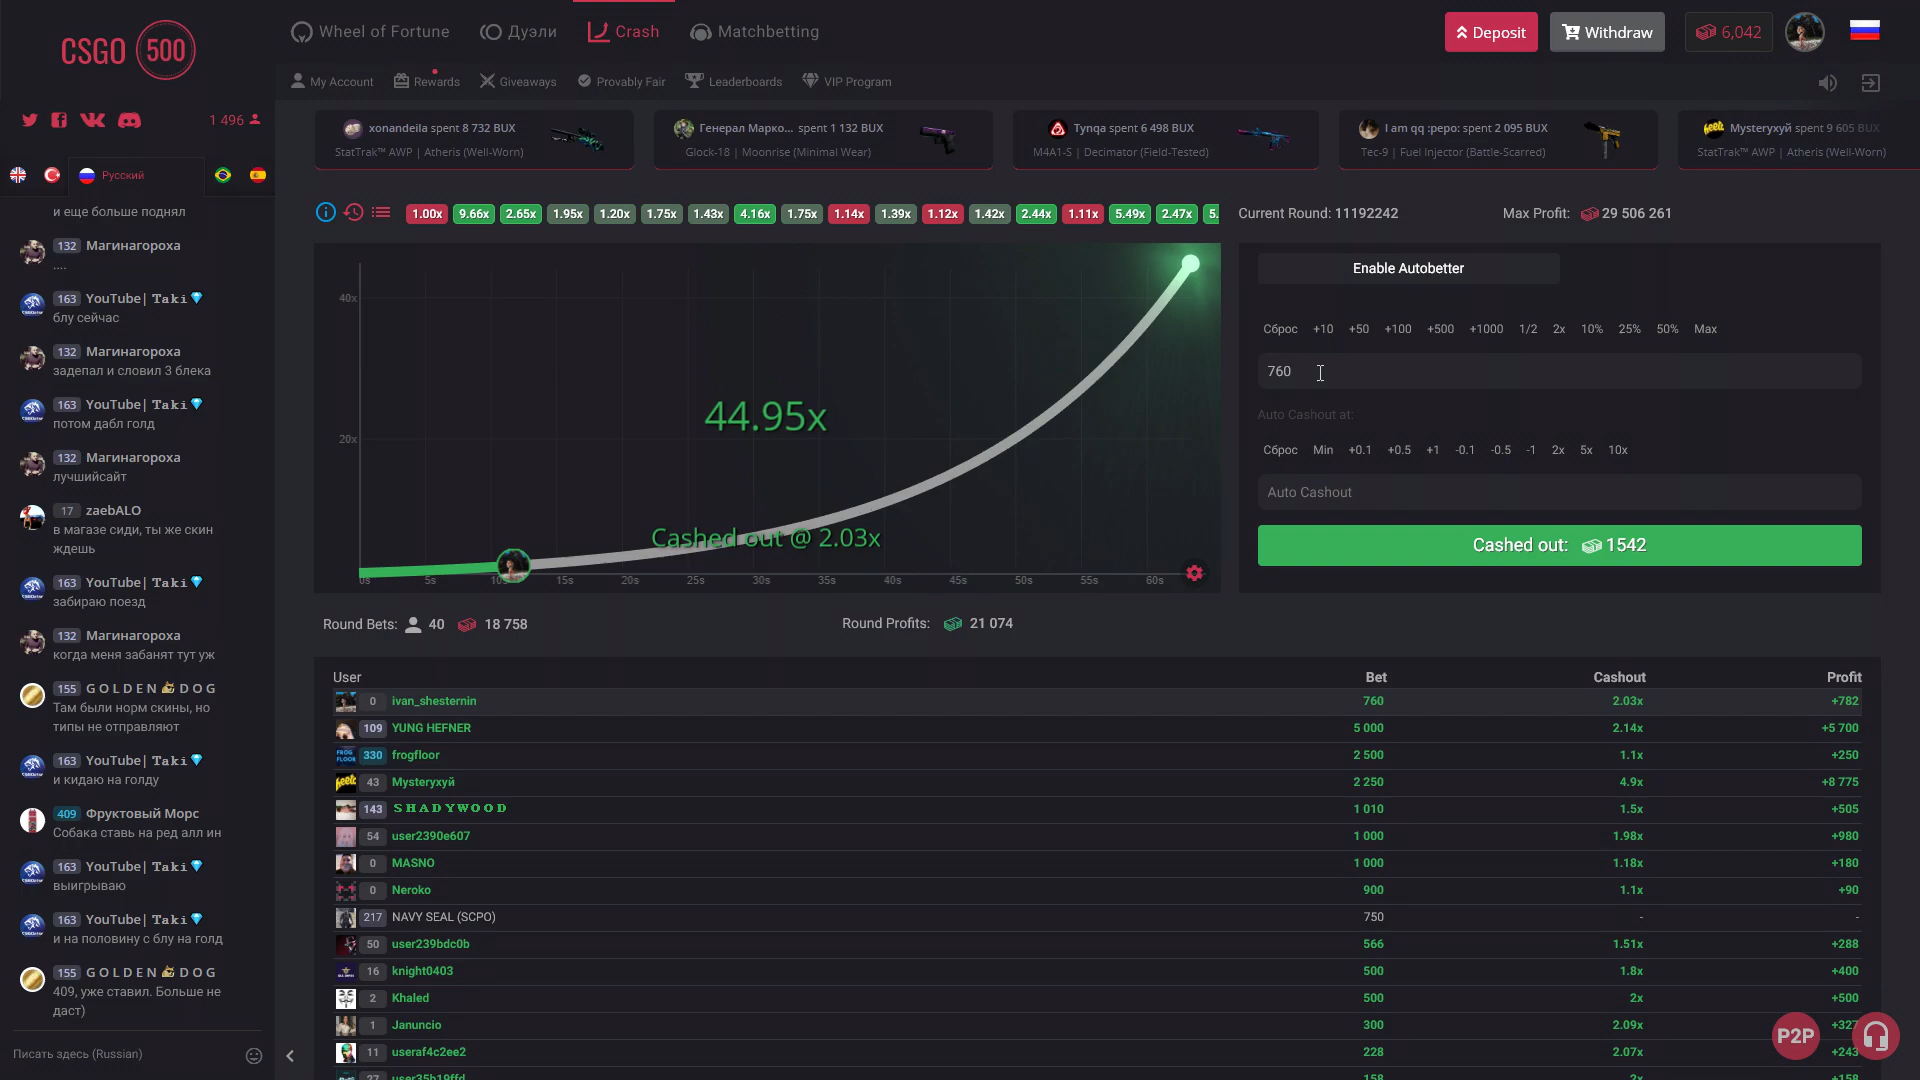 CSGO 500
Wheel of Fortune
Дуэли
Crash
Matchbetting
Deposit
Withdraw
6,042
My Account
Rewards
Giveaways
Provably Fair
Leaderboards
VIP Program
1 496
Русский
xonandeila spent 8 732 BUX
StatTrak™ AWP | Atheris (Well-Worn)
Генерал Марко... spent 1 132 BUX
Glock-18 | Moonrise (Minimal Wear)
Tynqa spent 6 498 BUX
M4A1-S | Decimator (Field-Tested)
I am qq :pepo: spent 2 095 BUX
Tec-9 | Fuel Injector (Battle-Scarred)
Mysteryхуй spent 9 605 BUX
StatTrak™ AWP | Atheris (Well-Worn)
1.00x 9.66x 2.65x 1.95x 1.20x 1.75x 1.43x 4.16x 1.75x 1.14x 1.39x 1.12x 1.42x 2.44x 1.11x 5.49x 2.47x 5.
Current Round: 11192242
Max Profit: 29 506 261
и еще больше поднял
132 Магинагороха
....
163 YouTube| Taki💎
блу сейчас
132 Магинагороха
задепал и словил 3 блека
163 YouTube| Taki💎
потом дабл голд
132 Магинагороха
лучшийсайт
17 zaebALO
в магазе сиди, ты же скин
ждешь
163 YouTube| Taki💎
забираю поезд
132 Магинагороха
когда меня забанят тут уж
155 G O L D E N D O G
Там были норм скины, но
типы не отправляют
163 YouTube| Taki💎
и кидаю на голду
409 Фруктовый Морс
Собака ставь на ред алл ин
163 YouTube| Taki💎
выигрываю
163 YouTube| Taki💎
и на половину с блу на голд
155 G O L D E N D O G
409, уже ставил. Больше не
даст)
Писать здесь (Russian)
40x
20x
44.95x
Cashed out @ 2.03x
0s 5s 10s 15s 20s 25s 30s 35s 40s 45s 50s 55s 60s
Enable Autobetter
Сброс +10 +50 +100 +500 +1000 1/2 2x 10% 25% 50% Max
760
Auto Cashout at:
Сброс Min +0.1 +0.5 +1 -0.1 -0.5 -1 2x 5x 10x
Auto Cashout
Cashed out: 1542
Round Bets: 40 18 758
Round Profits: 21 074
User Bet Cashout Profit
0 ivan_shesternin 760 2.03x +782
109 YUNG HEFNER 5 000 2.14x +5 700
FROG FLOOR 330 frogfloor 2 500 1.1x +250
43 Mysteryхуй 2 250 4.9x +8 775
143 S H A D Y W O O D 1 010 1.5x +505
54 user2390e607 1 000 1.98x +980
0 MASNO 1 000 1.18x +180
0 Neroko 900 1.1x +90
217 NAVY SEAL (SCPO) 750 - -
50 user239bdc0b 566 1.51x +288
16 knight0403 500 1.8x +400
2 Khaled 500 2x +500
1 Januncio 300 2.09x +327
11 useraf4c2ee2 228 2.07x +243
27 user35b19ffd 158 2x +158
P2P